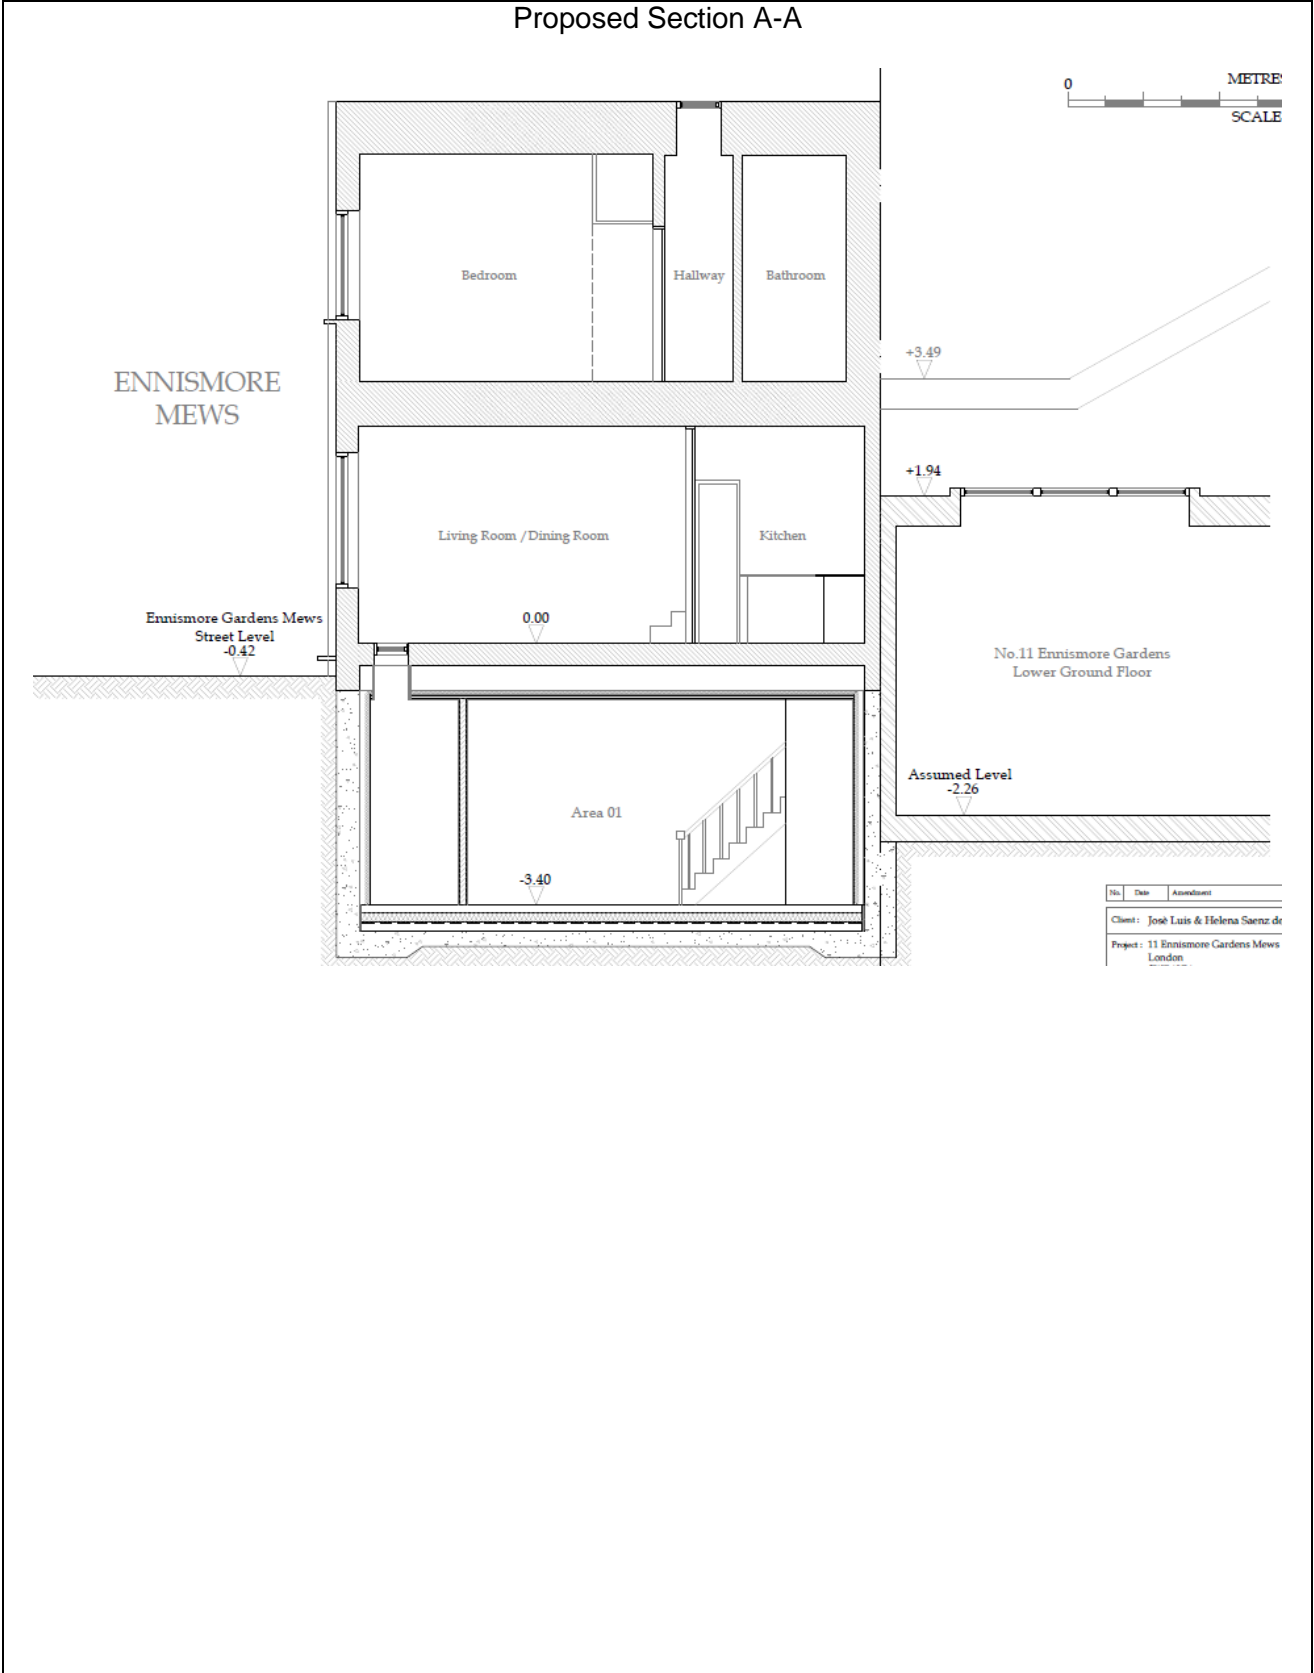 Proposed Section A-A
0
METRES
SCALE
Bedroom
Hallway
Bathroom
ENNISMORE
MEWS
+3.49
+1.94
Living Room / Dining Room
Kitchen
Ennismore Gardens Mews
Street Level
-0.42
0.00
No.11 Ennismore Gardens
Lower Ground Floor
Assumed Level
-2.26
Area 01
-3.40
No.
Date
Amendment
Client : José Luis & Helena Saenz de
Project : 11 Ennismore Gardens Mews
London